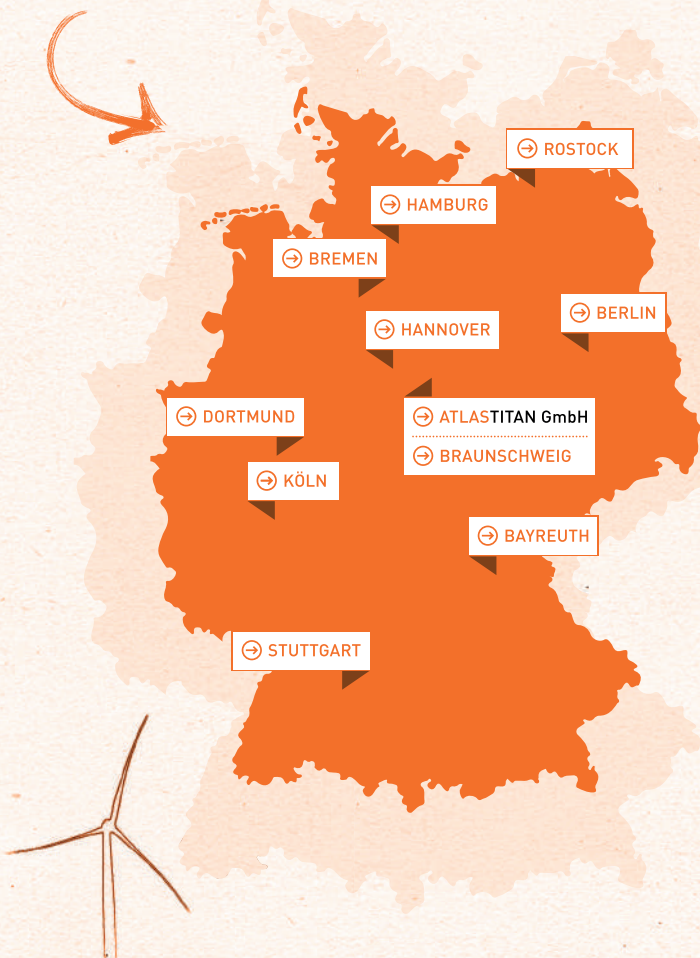 ROSTOCK
HAMBURG
BREMEN
BERLIN
HANNOVER
DORTMUND
ATLASTITAN GmbH
BRAUNSCHWEIG
KÖLN
BAYREUTH
STUTTGART